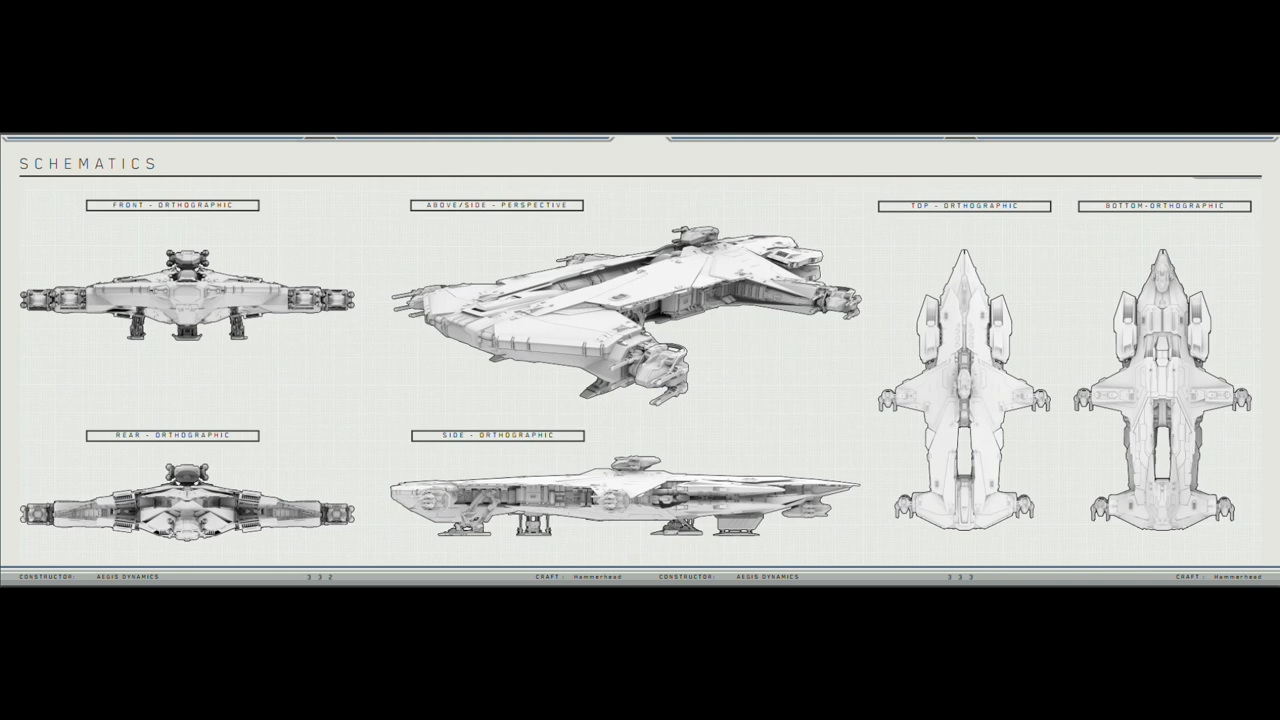 SCHEMATICS
FRONT - ORTHOGRAPHIC
ABOVE/SIDE - PERSPECTIVE
TOP - ORTHOGRAPHIC
BOTTOM-ORTHOGRAPHIC
REAR - ORTHOGRAPHIC
SIDE - ORTHOGRAPHIC
CONSTRUCTOR: AEGIS DYNAMICS 332 CRAFT: Hammerhead CONSTRUCTOR: AEGIS DYNAMICS 333 CRAFT: Hammerhead